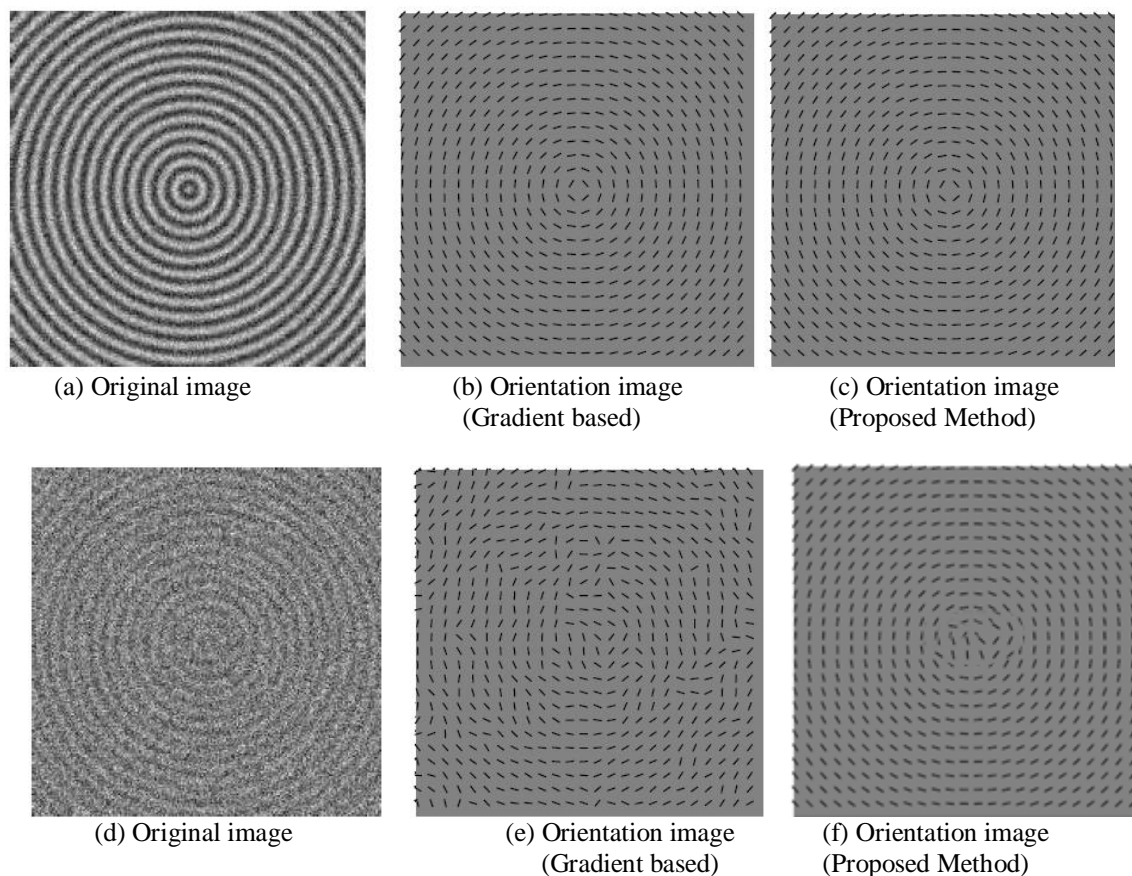 (a) Original image
(b) Orientation image
(Gradient based)
(c) Orientation image
(Proposed Method)
(d) Original image
(e) Orientation image
(Gradient based)
(f) Orientation image
(Proposed Method)